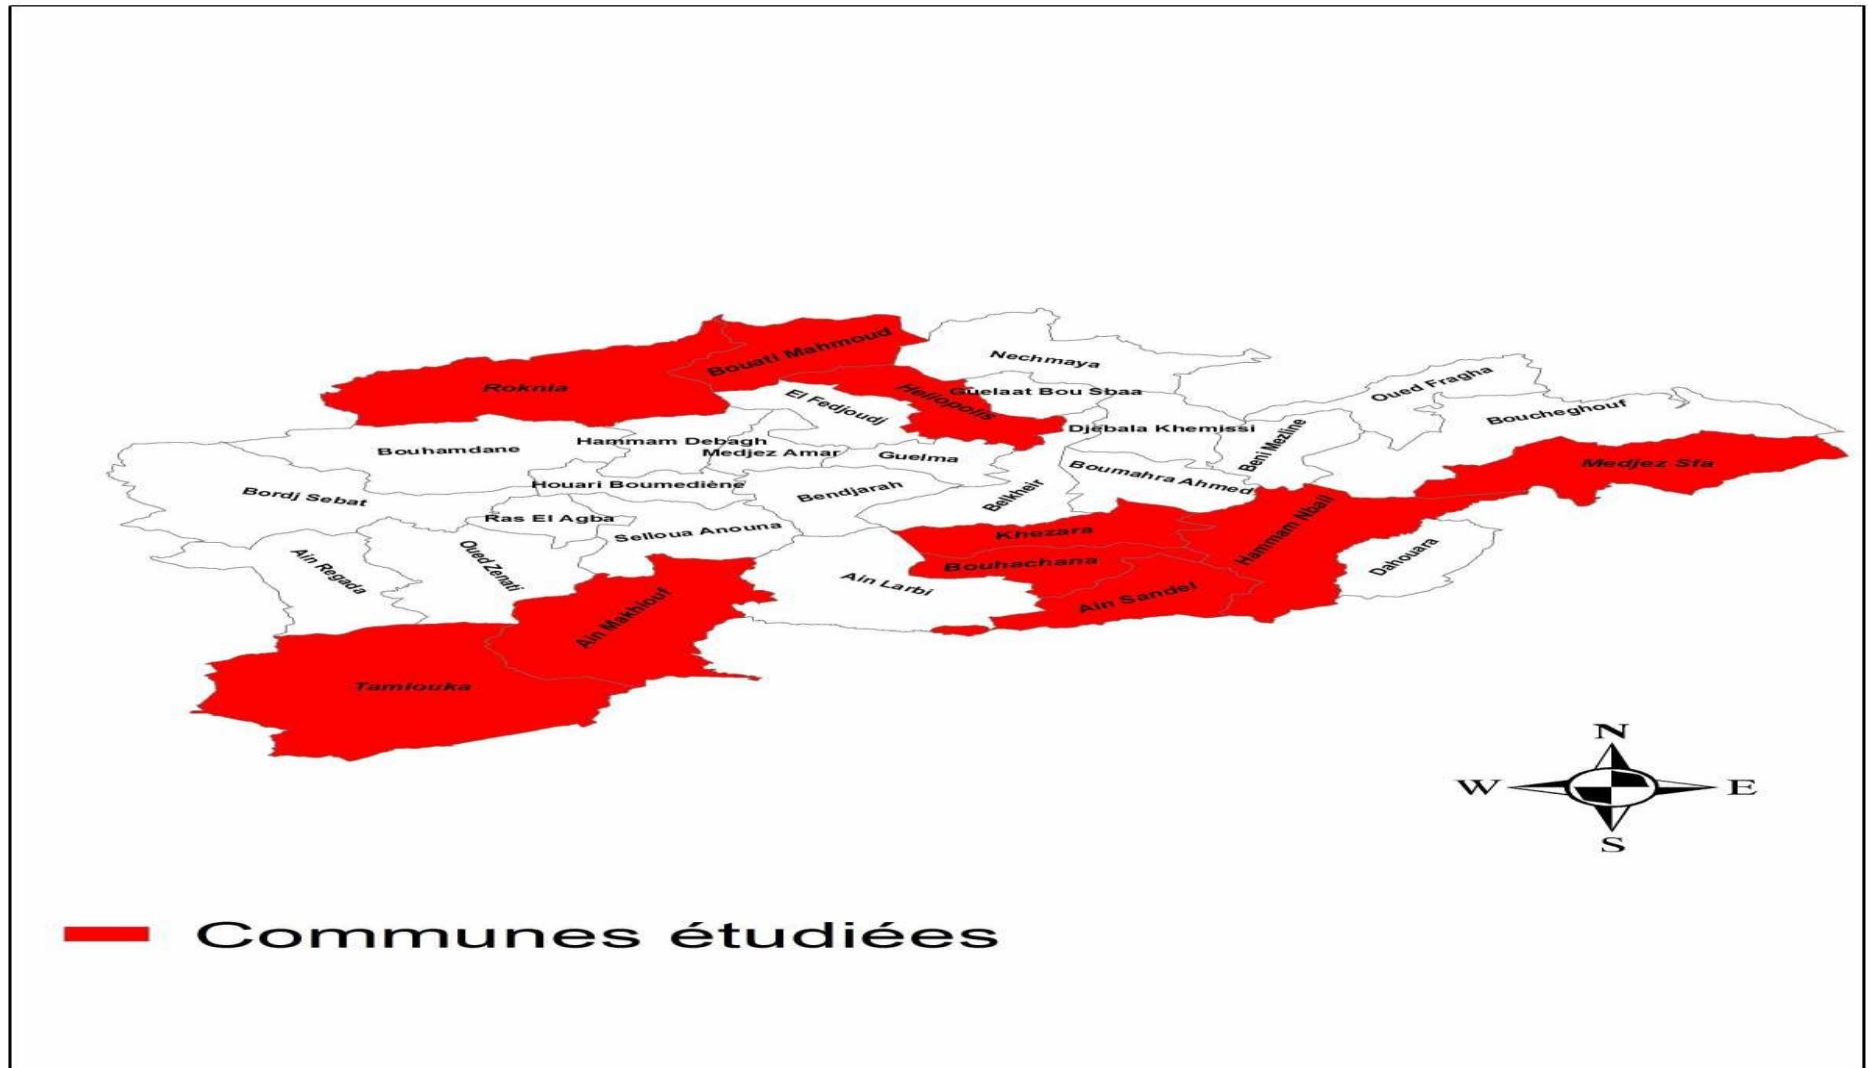 Bouati Mahmoud
Nechmaya
Roknia
Heliopolis
Guelaat Bou Sbaa
Oued Fragha
El Fedjoudj
Boucheghouf
Djebala Khemissi
Hammam Debagh
Bouhamdane
Medjez Amar
Guelma
Beni Mezline
Medjez Sfa
Boumahra Ahmed
Houari Boumediène
Bendjarah
Bordj Sebat
Belkheir
Ras El Agba
Selloua Anouna
Khezara
Hammam Nbail
Dahouara
Ain Regada
Oued Zenati
Bouhachana
Ain Larbi
Ain Sandel
Ain Makhlouf
Tamlouka
N
W
E
S
Communes étudiées